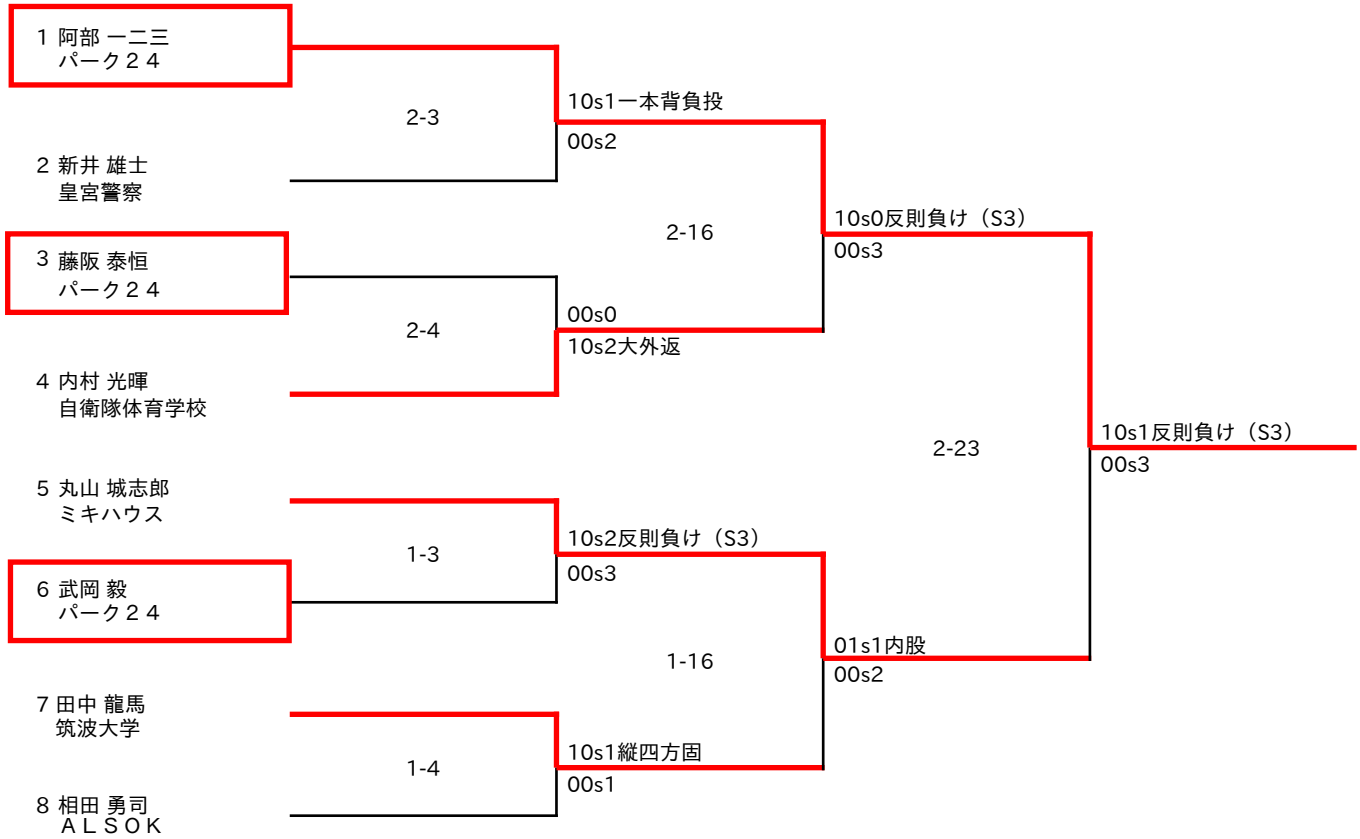 1 阿部 一二三
パーク２４
2 新井 雄士
皇宮警察
3 藤阪 泰恒
パーク２４
4 内村 光暉
自衛隊体育学校
5 丸山 城志郎
ミキハウス
6 武岡 毅
パーク２４
7 田中 龍馬
筑波大学
8 相田 勇司
ＡＬＳＯＫ
2-3
2-4
1-3
1-4
10s1一本背負投
00s2
00s0
10s2大外返
10s2反則負け（S3）
00s3
10s1縦四方固
00s1
2-16
1-16
10s0反則負け（S3）
00s3
01s1内股
00s2
2-23
10s1反則負け（S3）
00s3